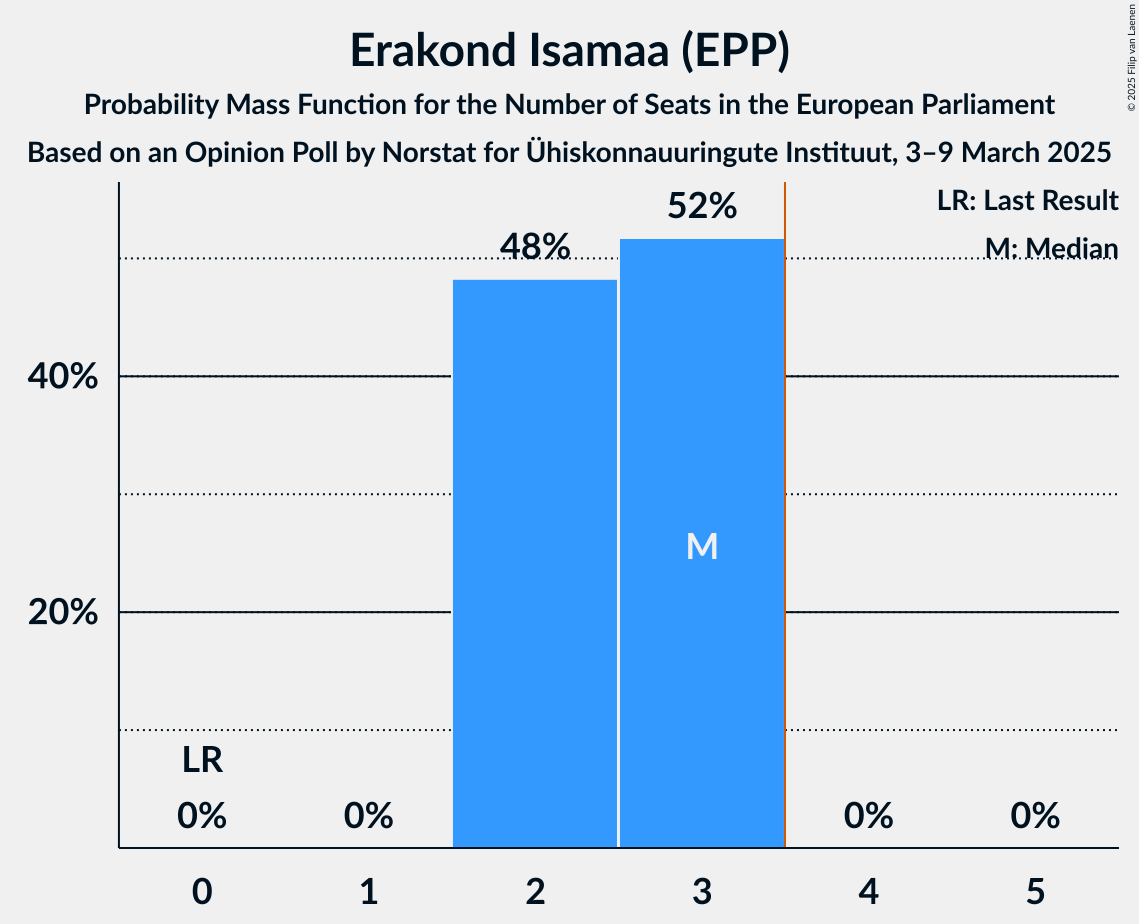 Erakond Isamaa (EPP)
Probability Mass Function for the Number of Seats in the European Parliament
Based on an Opinion Poll by Norstat for Ühiskonnauuringute Instituut, 3–9 March 2025
© 2025 Filip van Laenen
LR: Last Result
M: Median
52%
48%
40%
M
20%
LR
0% 0% 0% 0%
0 1 2 3 4 5